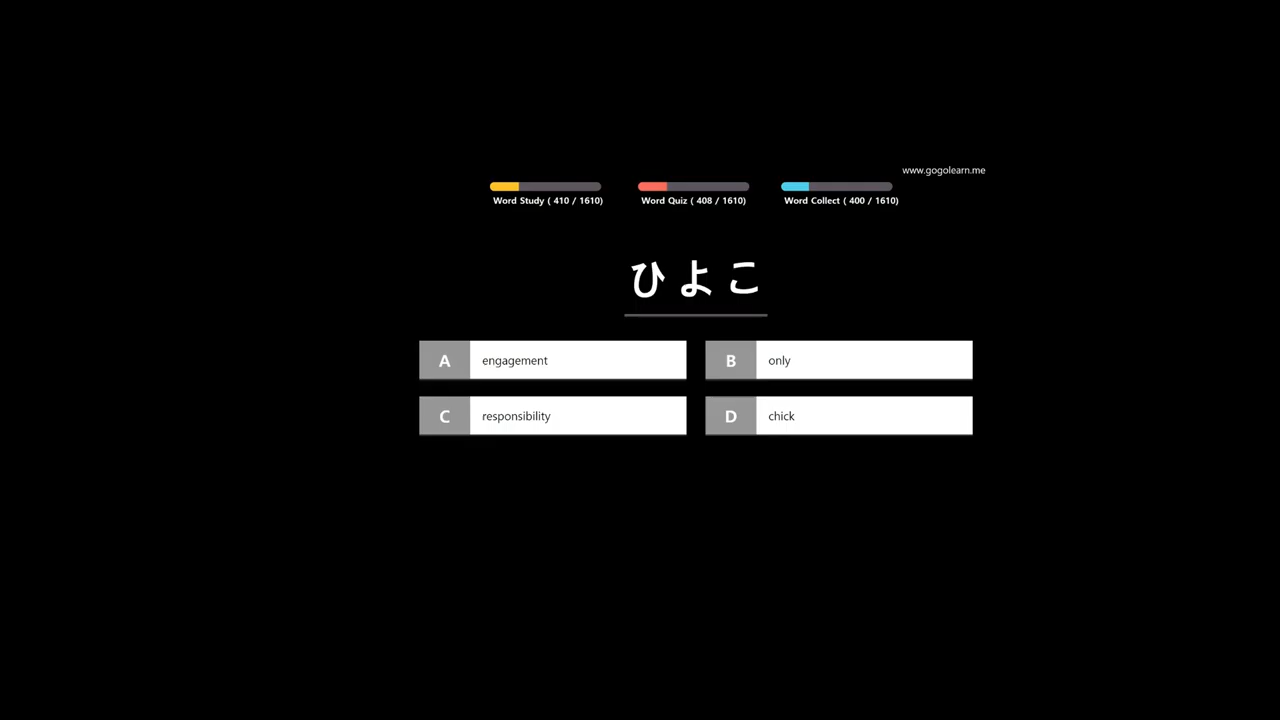 www.gogolearn.me
Word Study ( 410 / 1610)
Word Quiz ( 408 / 1610)
Word Collect ( 400 / 1610)
ひよこ
A engagement
B only
C responsibility
D chick